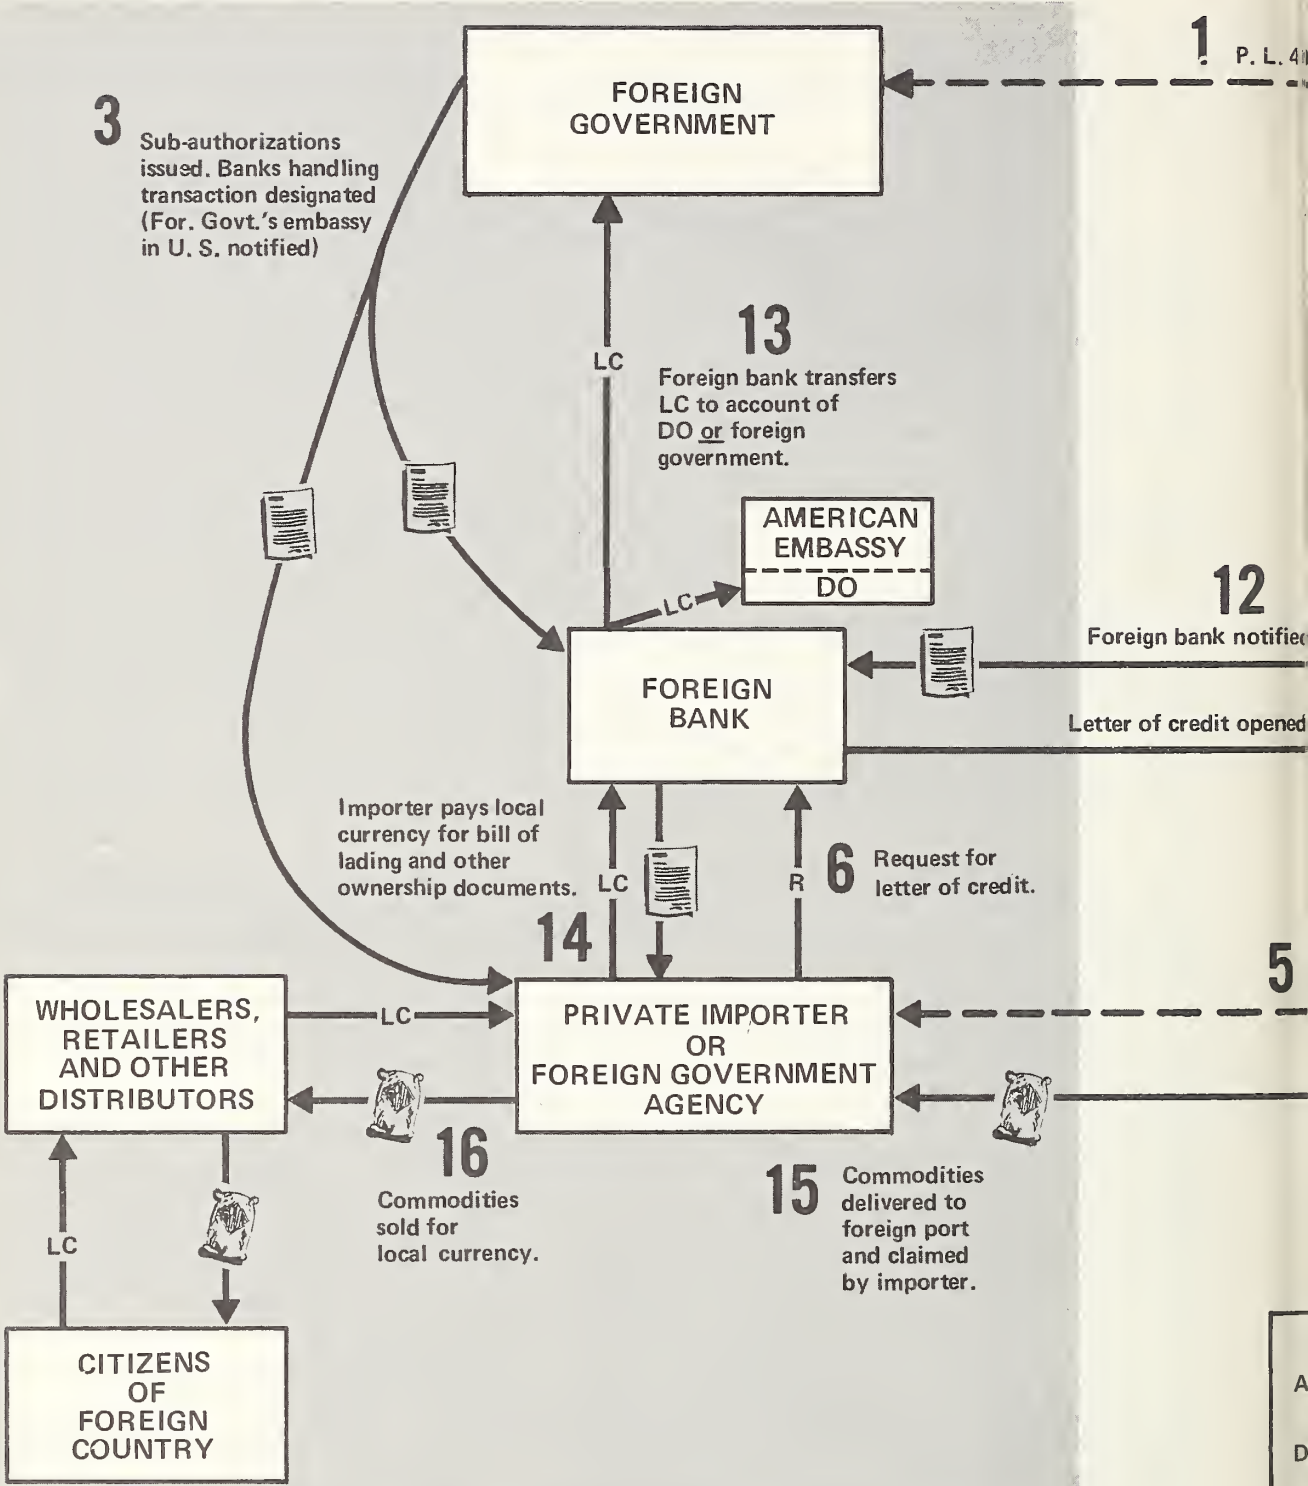 FOREIGN
GOVERNMENT
1
P. L. 4
3
Sub-authorizations
issued. Banks handling
transaction designated
(For. Govt.'s embassy
in U. S. notified)
LC
13
Foreign bank transfers
LC to account of
DO or foreign
government.
AMERICAN
EMBASSY
DO
LC
12
Foreign bank notified
FOREIGN
BANK
Letter of credit opened
Importer pays local
currency for bill of
lading and other
ownership documents.
14
LC
R
6
Request for
letter of credit.
5
WHOLESALERS,
RETAILERS
AND OTHER
DISTRIBUTORS
LC
PRIVATE IMPORTER
OR
FOREIGN GOVERNMENT
AGENCY
16
Commodities
sold for
local currency.
15
Commodities
delivered to
foreign port
and claimed
by importer.
LC
CITIZENS
OF
FOREIGN
COUNTRY
A
D